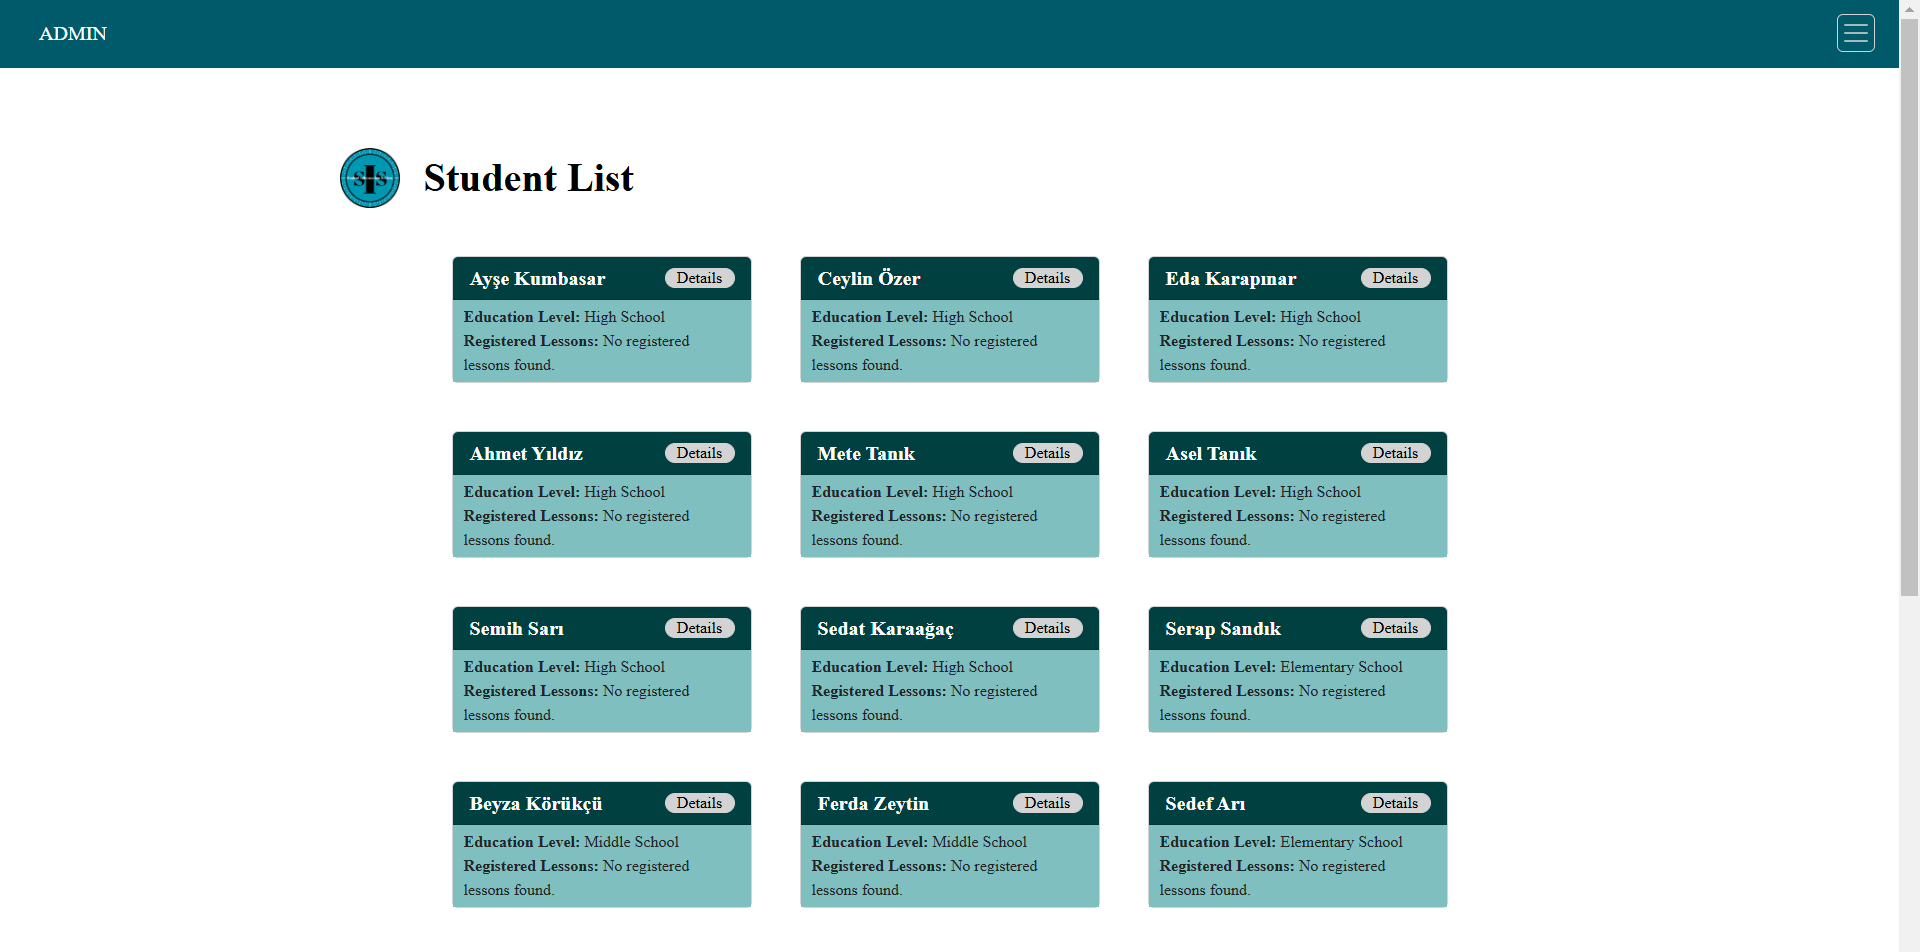 ADMIN
SIS
Student List
Ayşe Kumbasar Details
Education Level: High School
Registered Lessons: No registered
lessons found.
Ceylin Özer Details
Education Level: High School
Registered Lessons: No registered
lessons found.
Eda Karapınar Details
Education Level: High School
Registered Lessons: No registered
lessons found.
Ahmet Yıldız Details
Education Level: High School
Registered Lessons: No registered
lessons found.
Mete Tanık Details
Education Level: High School
Registered Lessons: No registered
lessons found.
Asel Tanık Details
Education Level: High School
Registered Lessons: No registered
lessons found.
Semih Sarı Details
Education Level: High School
Registered Lessons: No registered
lessons found.
Sedat Karaağaç Details
Education Level: High School
Registered Lessons: No registered
lessons found.
Serap Sandık Details
Education Level: Elementary School
Registered Lessons: No registered
lessons found.
Beyza Körükçü Details
Education Level: Middle School
Registered Lessons: No registered
lessons found.
Ferda Zeytin Details
Education Level: Middle School
Registered Lessons: No registered
lessons found.
Sedef Arı Details
Education Level: Elementary School
Registered Lessons: No registered
lessons found.